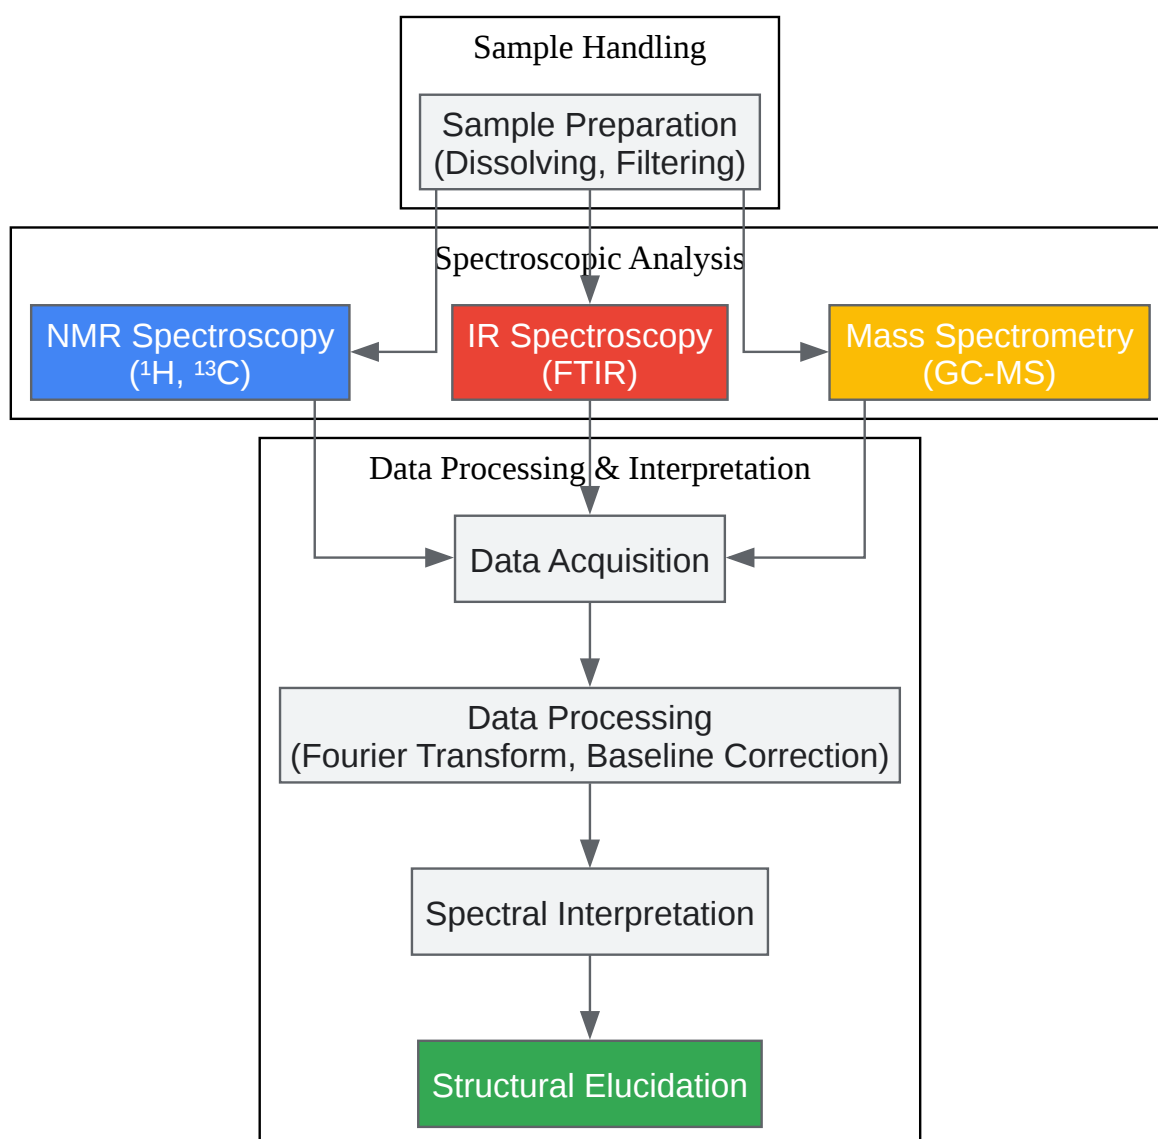 Sample Handling
Sample Preparation
(Dissolving, Filtering)
Spectroscopic Analysis
NMR Spectroscopy
(¹H, ¹³C)
IR Spectroscopy
(FTIR)
Mass Spectrometry
(GC-MS)
Data Processing & Interpretation
Data Acquisition
Data Processing
(Fourier Transform, Baseline Correction)
Spectral Interpretation
Structural Elucidation